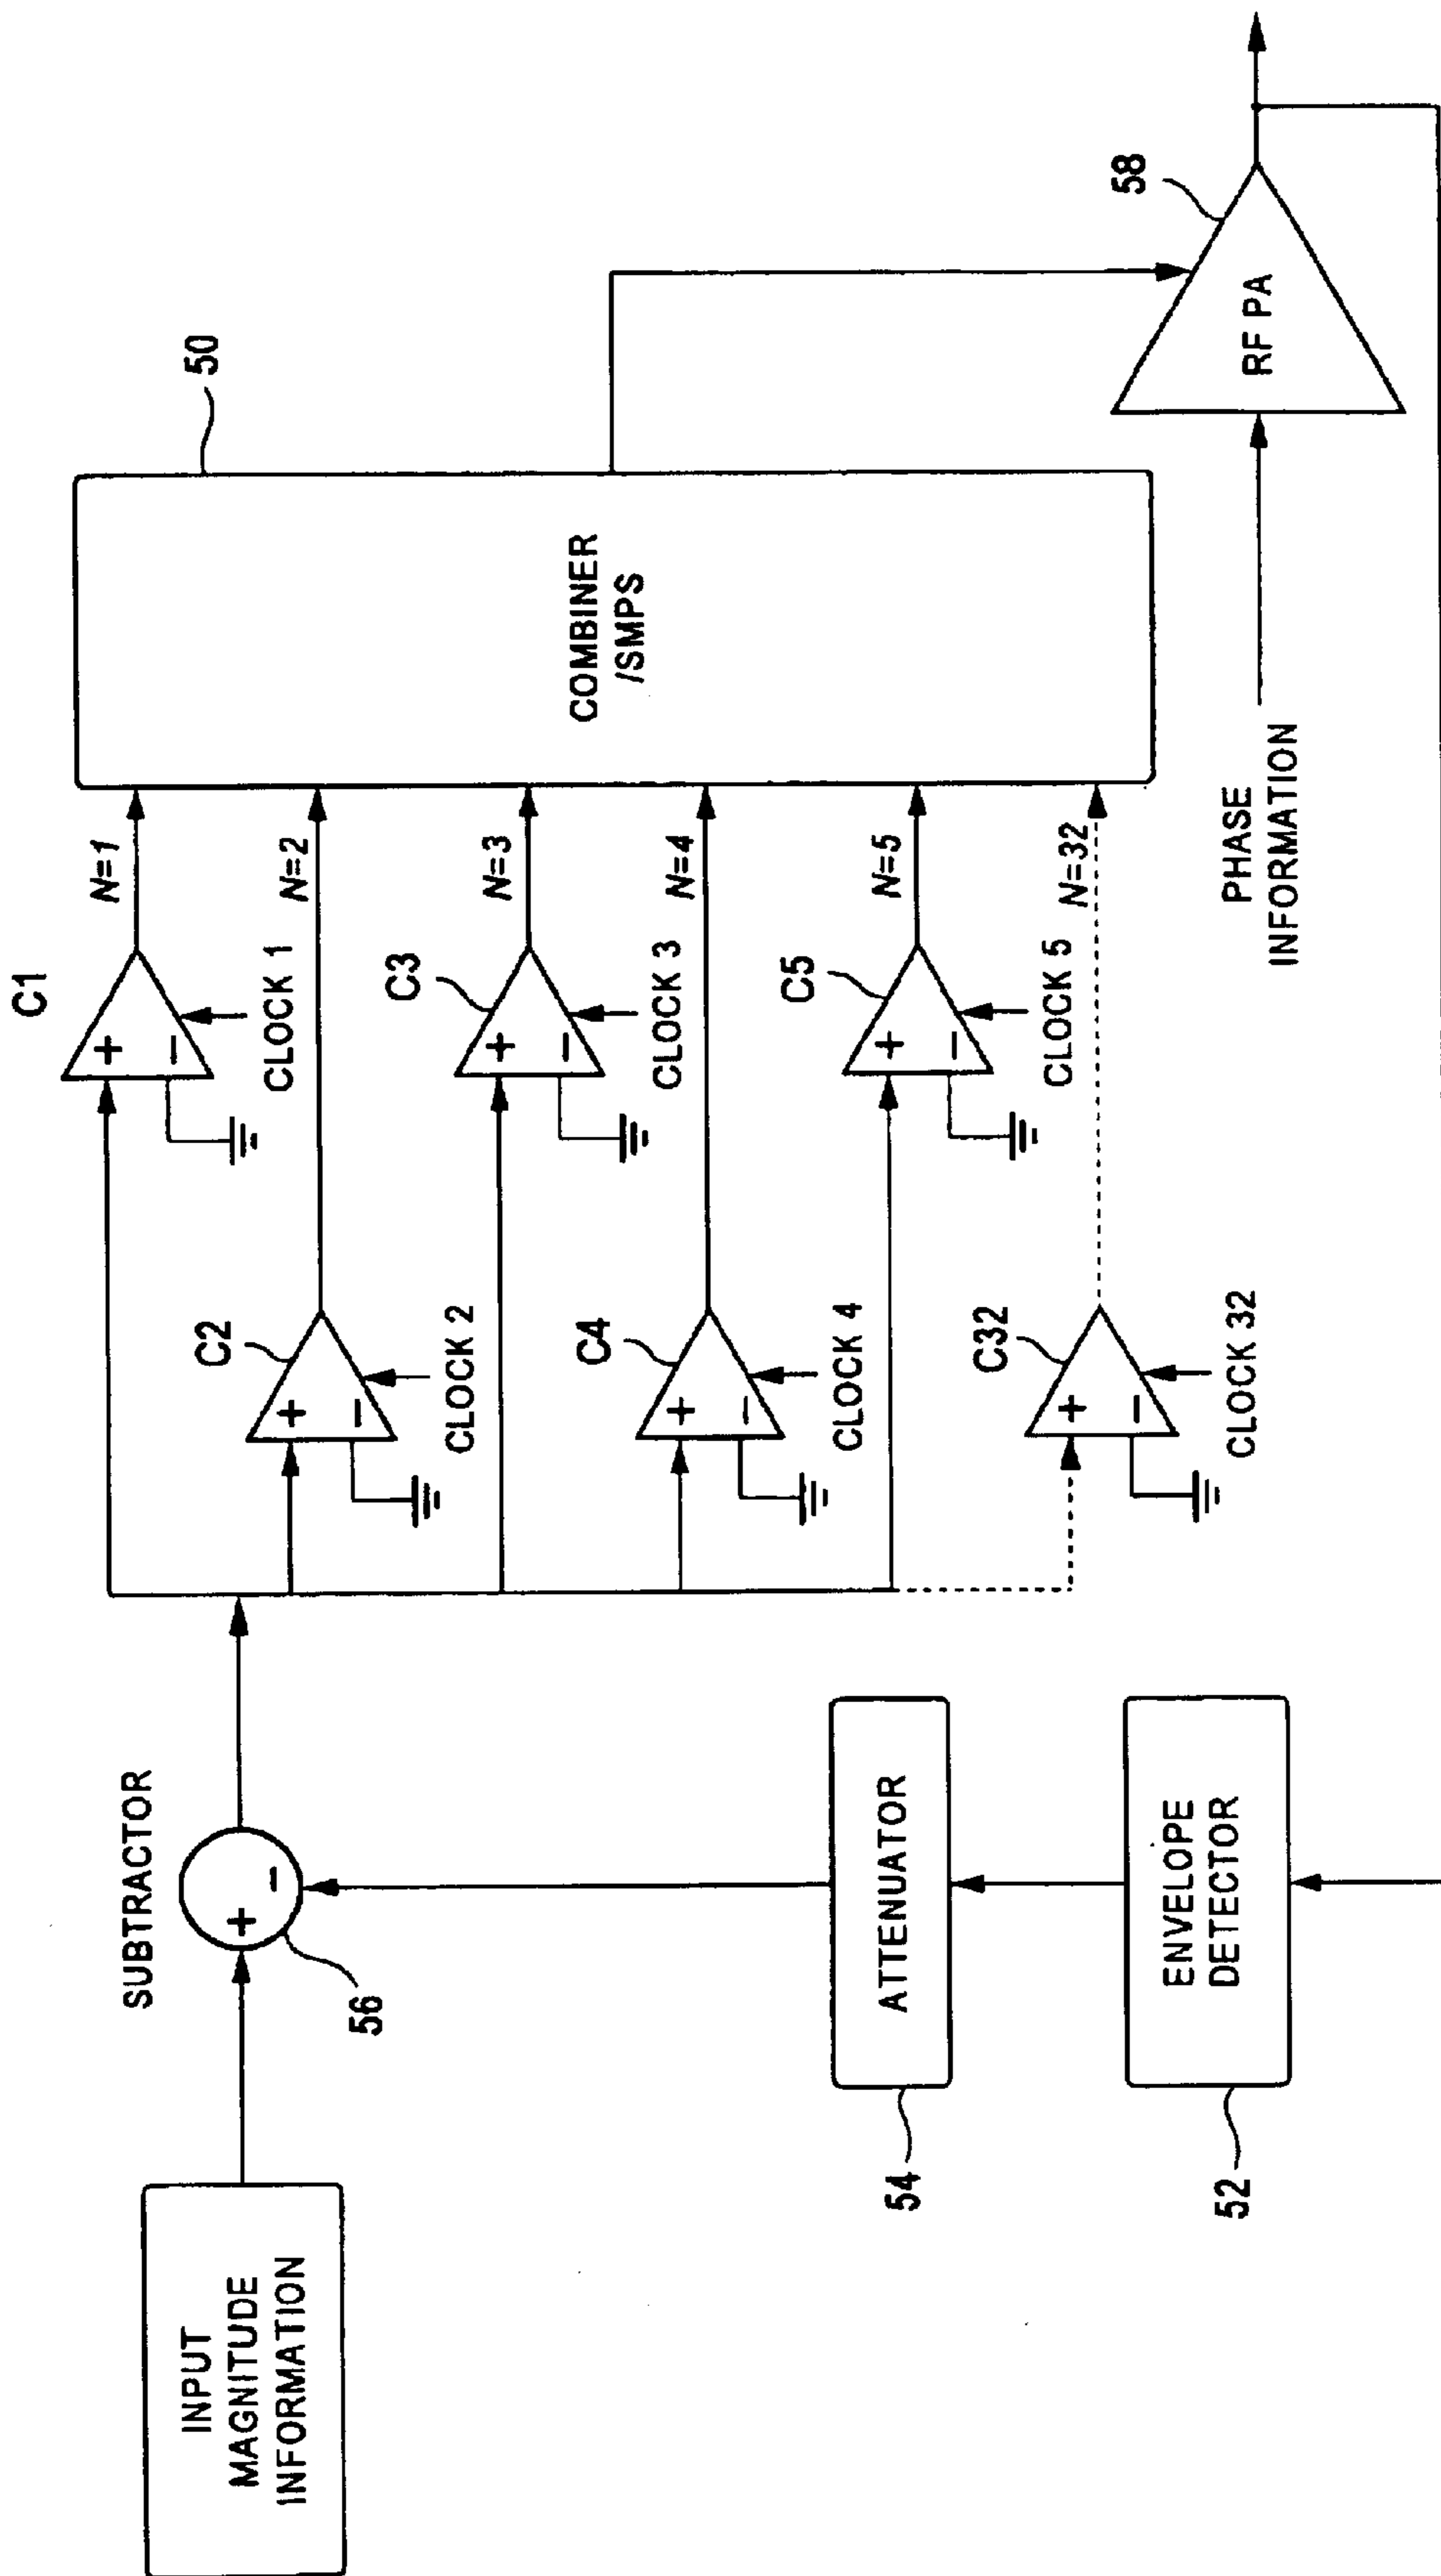 INPUT
MAGNITUDE
INFORMATION
SUBTRACTOR
+
-
56
ATTENUATOR
54
ENVELOPE
DETECTOR
52
C1
+
-
CLOCK 1
N=1
C2
+
-
CLOCK 2
N=2
C3
+
-
CLOCK 3
N=3
C4
+
-
CLOCK 4
N=4
C5
+
-
CLOCK 5
N=5
C32
+
-
CLOCK 32
N=32
COMBINER
/SMPS
50
PHASE
INFORMATION
RF PA
58